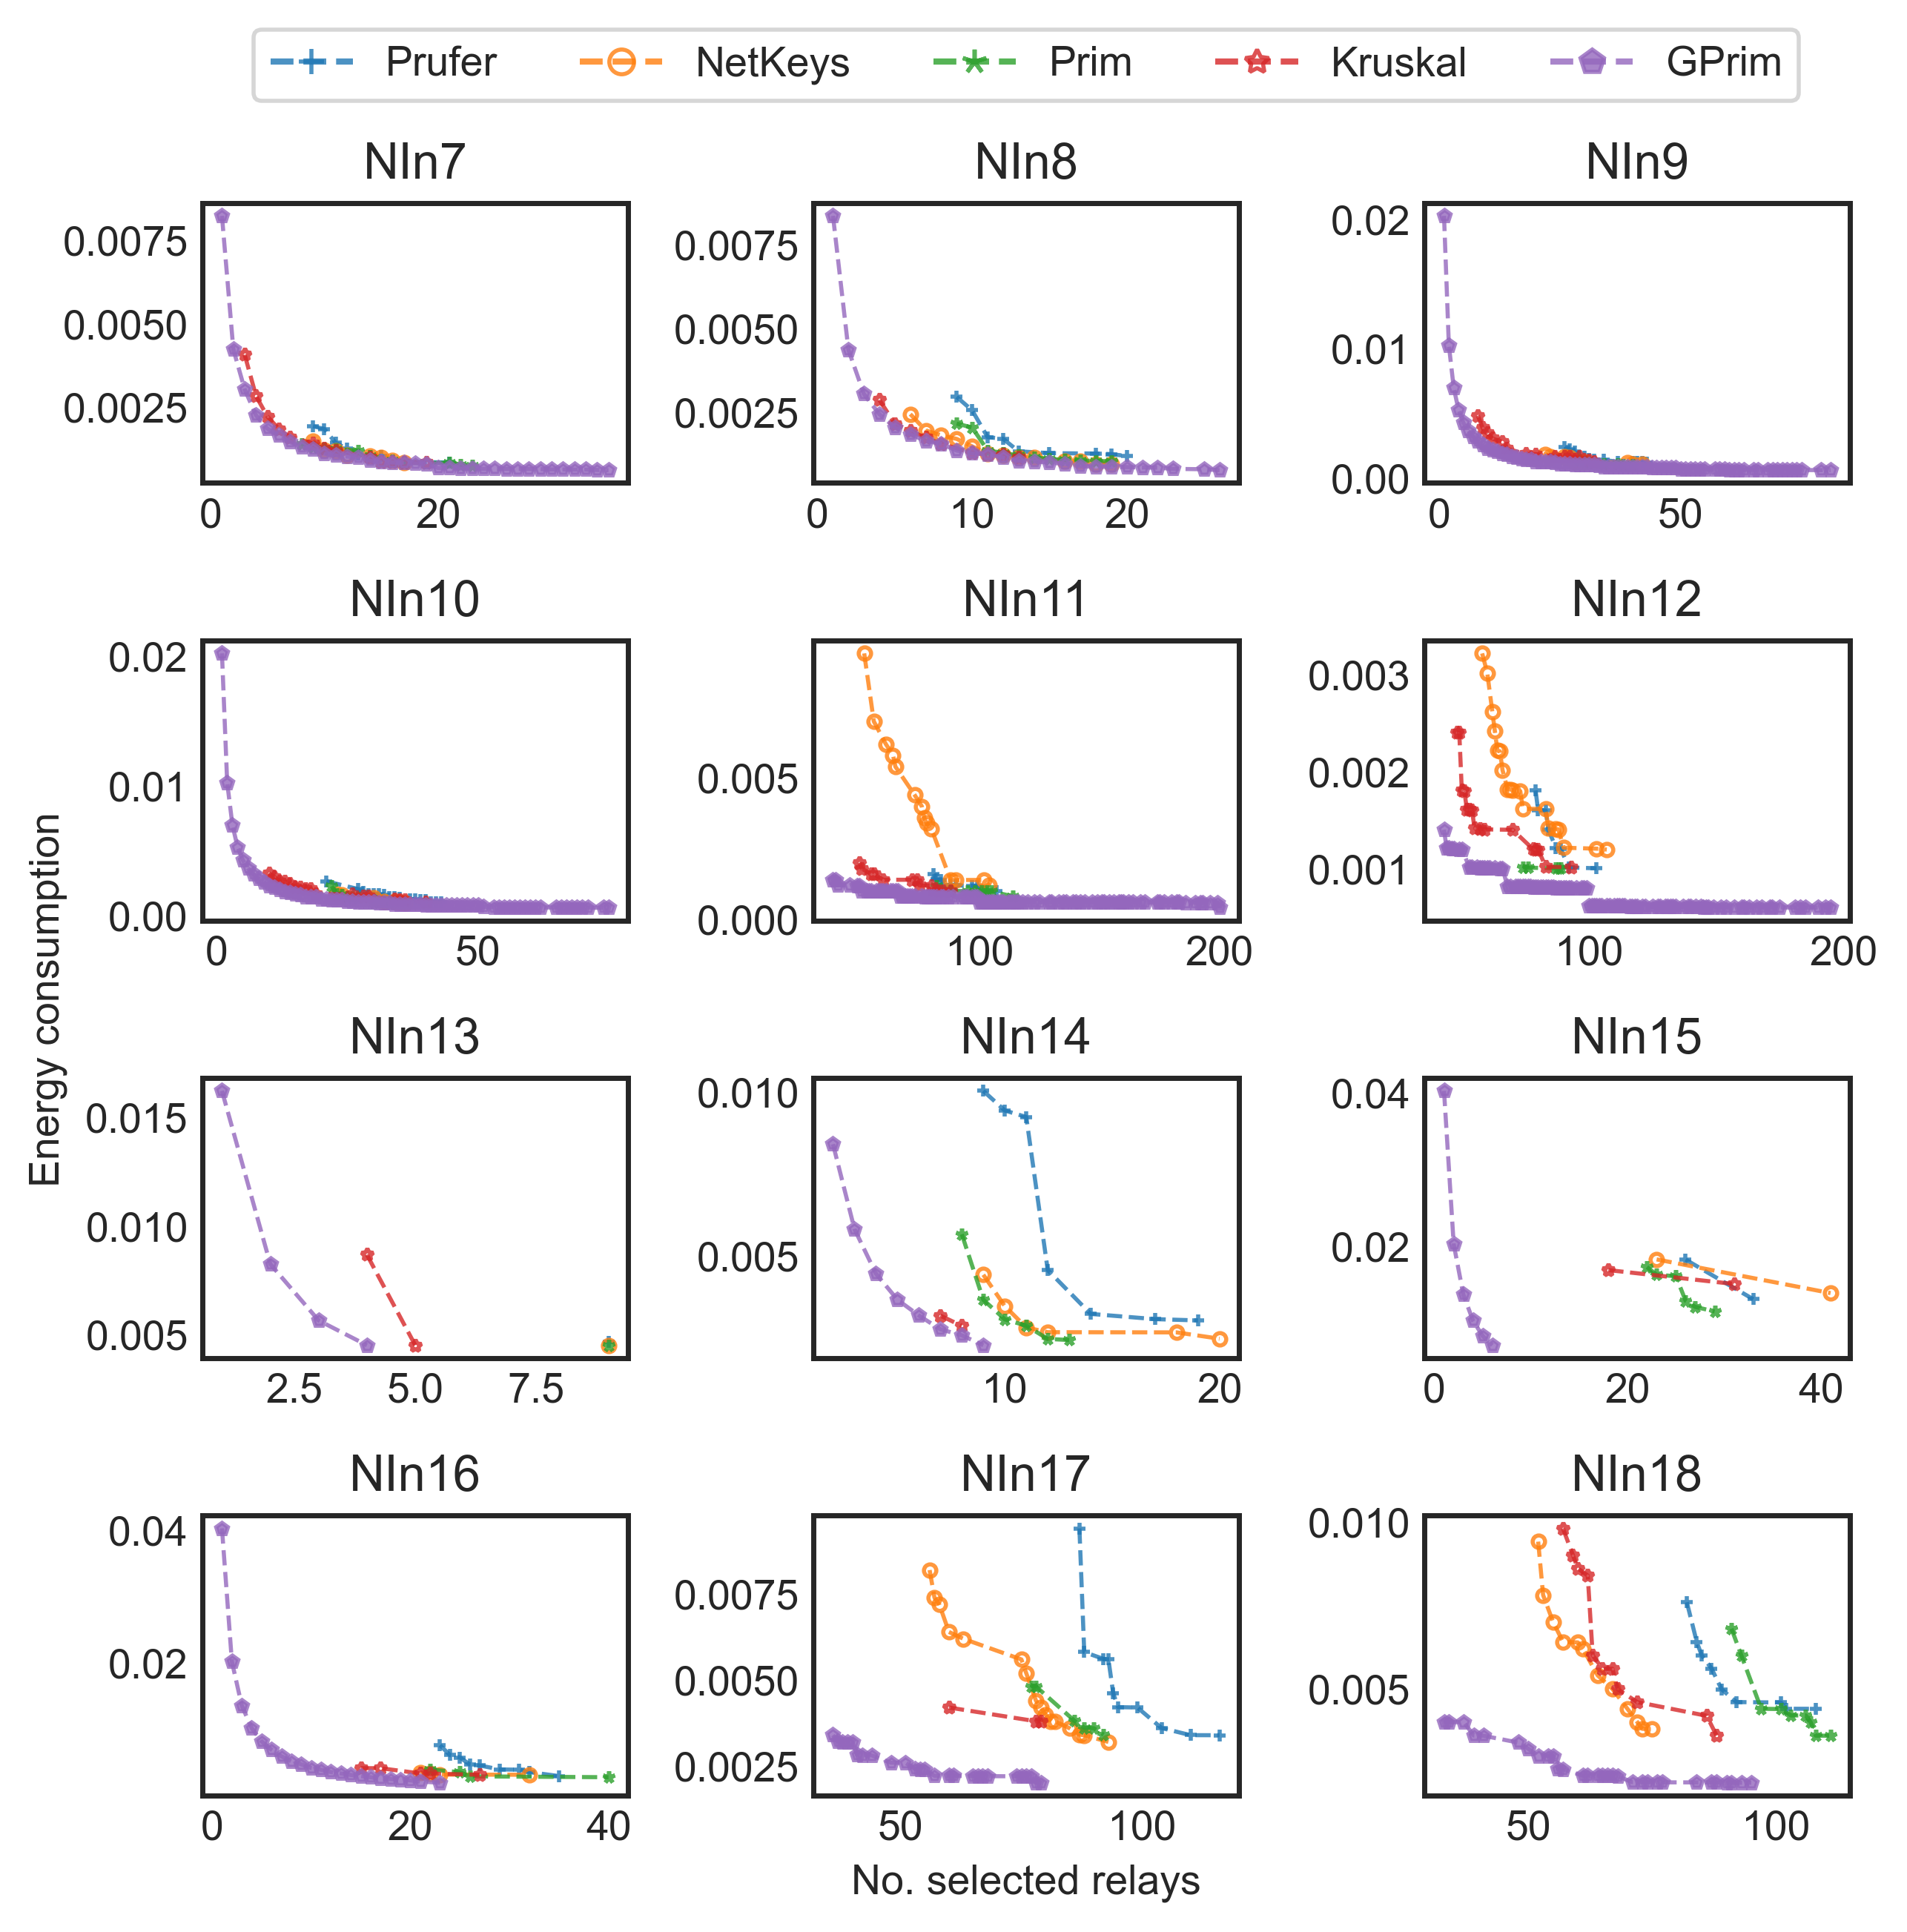 Prufer NetKeys Prim Kruskal GPrim
NIn7 NIn8 NIn9
0.0075 0.0075 0.02
0.0050 0.0050 0.01
0.0025 0.0025 0.00
0 20 0 10 20 0 50
NIn10 NIn11 NIn12
0.02 0.005 0.003
0.01 0.000 0.002
0.00 0.001
0 50 100 200 100 200
Energy consumption
NIn13 NIn14 NIn15
0.015 0.010 0.04
0.010 0.005 0.02
0.005
2.5 5.0 7.5 10 20 0 20 40
NIn16 NIn17 NIn18
0.04 0.0075 0.010
0.02 0.0050 0.005
0.0025
0 20 40 50 100 50 100
No. selected relays